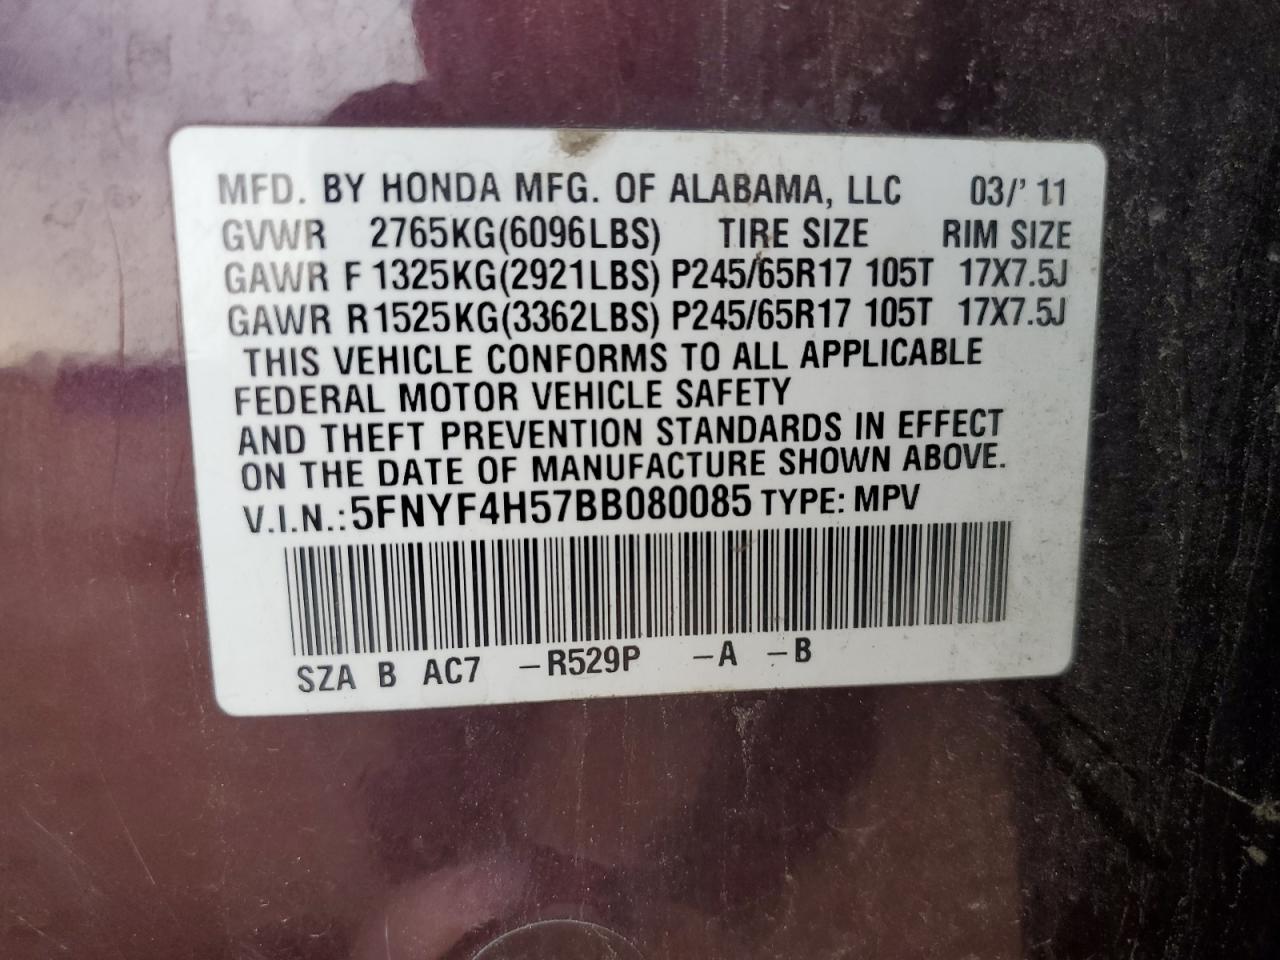 MFD. BY HONDA MFG. OF ALABAMA, LLC 03/' 11
GVWR 2765KG(6096LBS) TIRE SIZE RIM SIZE
GAWR F 1325KG(2921LBS) P245/65R17 105T 17X7.5J
GAWR R1525KG(3362LBS) P245/65R17 105T 17X7.5J
THIS VEHICLE CONFORMS TO ALL APPLICABLE
FEDERAL MOTOR VEHICLE SAFETY
AND THEFT PREVENTION STANDARDS IN EFFECT
ON THE DATE OF MANUFACTURE SHOWN ABOVE.
V.I.N.: 5FNYF4H57BB080085 TYPE: MPV
SZA B AC7 -R529P -A -B